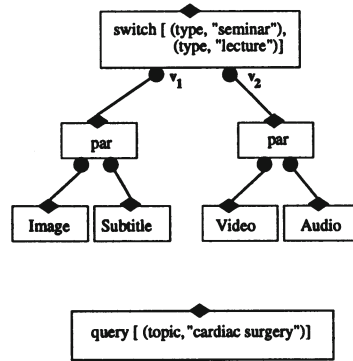 switch [ (type, "seminar"),
(type, "lecture")]
v1 v2
par par
Image Subtitle Video Audio
query [ (topic,"cardiac surgery")]